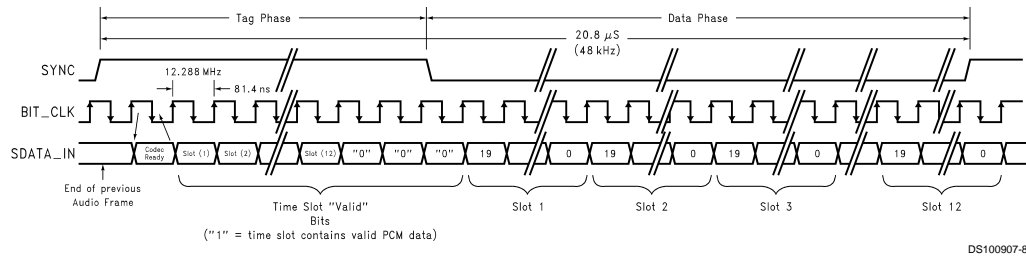 Tag Phase
Data Phase
20.8 μS
(48 kHz)
SYNC
12.288 MHz
81.4 ns
BIT_CLK
SDATA_IN
Codec
Ready
Slot (1)
Slot (2)
Slot (12)
"0"
"0"
"0"
19
0
19
0
19
0
19
0
End of previous
Audio Frame
Time Slot "Valid"
Bits
("1" = time slot contains valid PCM data)
Slot 1
Slot 2
Slot 3
Slot 12
DS100907-8